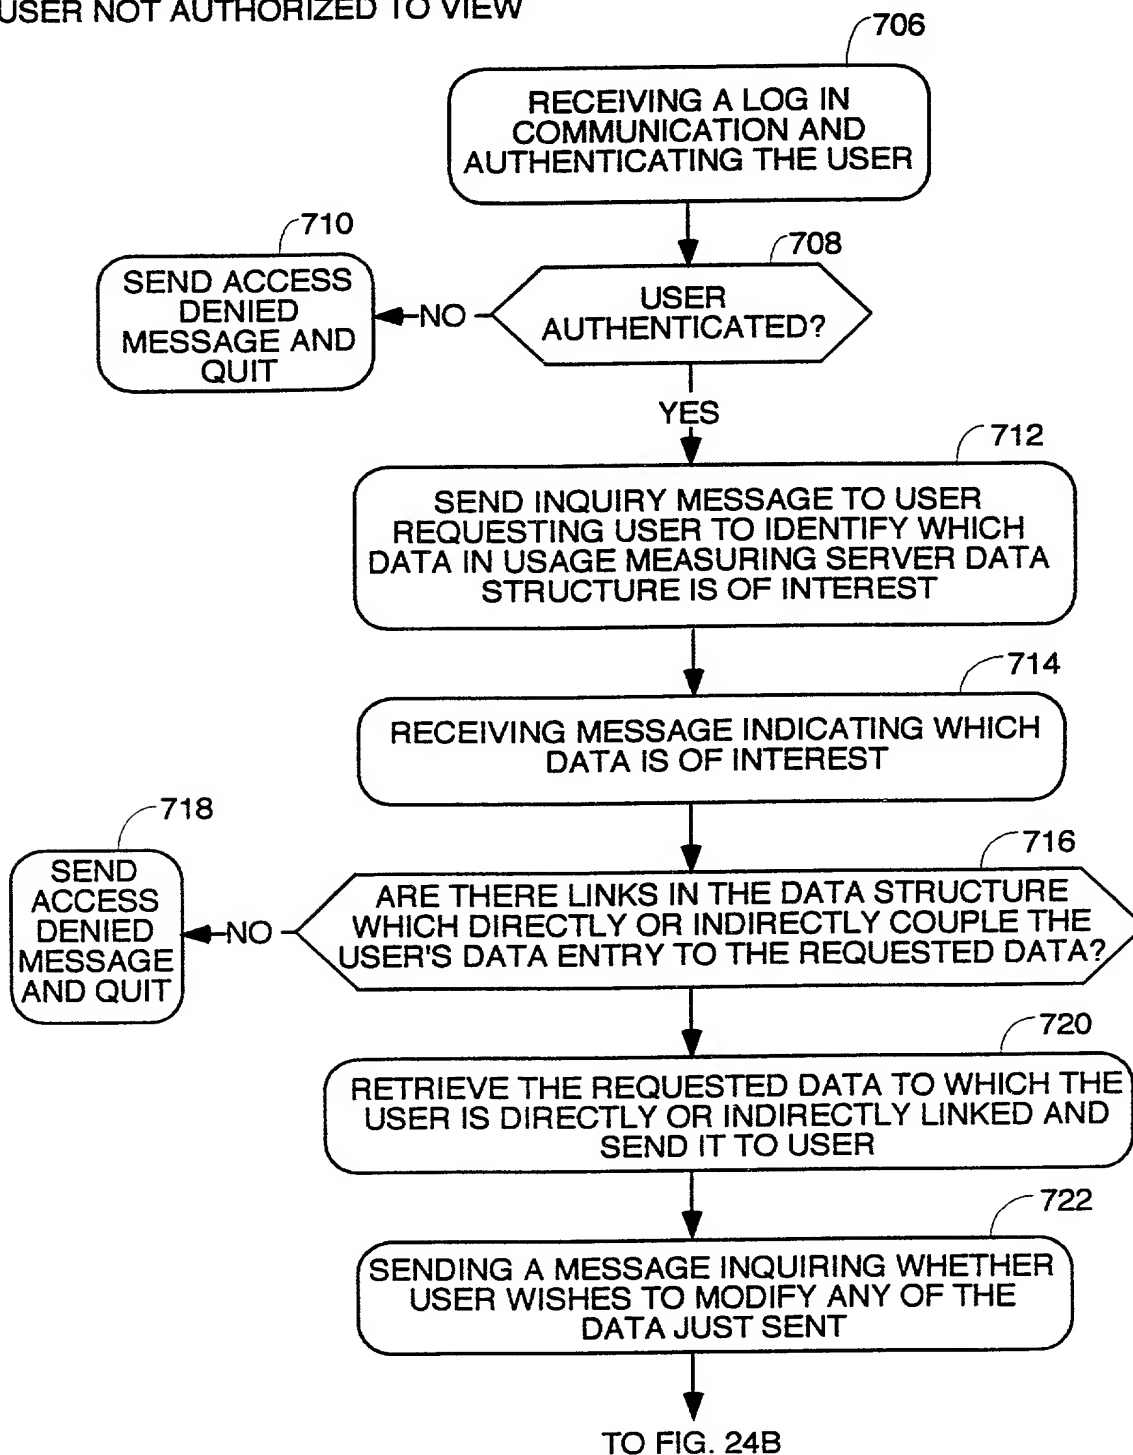 USER NOT AUTHORIZED TO VIEW
706
RECEIVING A LOG IN
COMMUNICATION AND
AUTHENTICATING THE USER
710
708
SEND ACCESS
DENIED
MESSAGE AND
QUIT
NO
USER
AUTHENTICATED?
YES
712
SEND INQUIRY MESSAGE TO USER
REQUESTING USER TO IDENTIFY WHICH
DATA IN USAGE MEASURING SERVER DATA
STRUCTURE IS OF INTEREST
714
RECEIVING MESSAGE INDICATING WHICH
DATA IS OF INTEREST
718
716
SEND
ACCESS
DENIED
MESSAGE
AND QUIT
NO
ARE THERE LINKS IN THE DATA STRUCTURE
WHICH DIRECTLY OR INDIRECTLY COUPLE THE
USER'S DATA ENTRY TO THE REQUESTED DATA?
720
RETRIEVE THE REQUESTED DATA TO WHICH THE
USER IS DIRECTLY OR INDIRECTLY LINKED AND
SEND IT TO USER
722
SENDING A MESSAGE INQUIRING WHETHER
USER WISHES TO MODIFY ANY OF THE
DATA JUST SENT
TO FIG. 24B